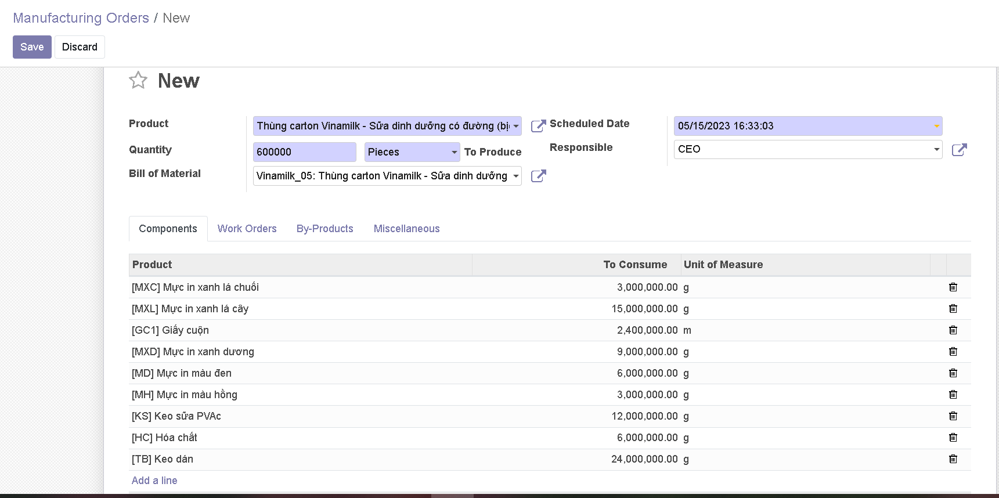 Manufacturing Orders / New
Save Discard
New
Product Thùng carton Vinamilk - Sữa dinh dưỡng có đường (bị Scheduled Date 05/15/2023 16:33:03
Quantity 600000 Pieces To Produce Responsible CEO
Bill of Material Vinamilk_05: Thùng carton Vinamilk - Sữa dinh dưỡng
Components Work Orders By-Products Miscellaneous
Product To Consume Unit of Measure
[MXC] Mực in xanh lá chuối 3,000,000.00 g
[MXL] Mực in xanh lá cây 15,000,000.00 g
[GC1] Giấy cuộn 2,400,000.00 m
[MXD] Mực in xanh dương 9,000,000.00 g
[MD] Mực in màu đen 6,000,000.00 g
[MH] Mực in màu hồng 3,000,000.00 g
[KS] Keo sữa PVAc 12,000,000.00 g
[HC] Hóa chất 6,000,000.00 g
[TB] Keo dán 24,000,000.00 g
Add a line